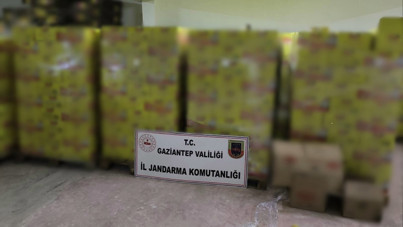 T.C.
GAZİANTEP VALİLİĞİ
İL JANDARMA KOMUTANLIĞI